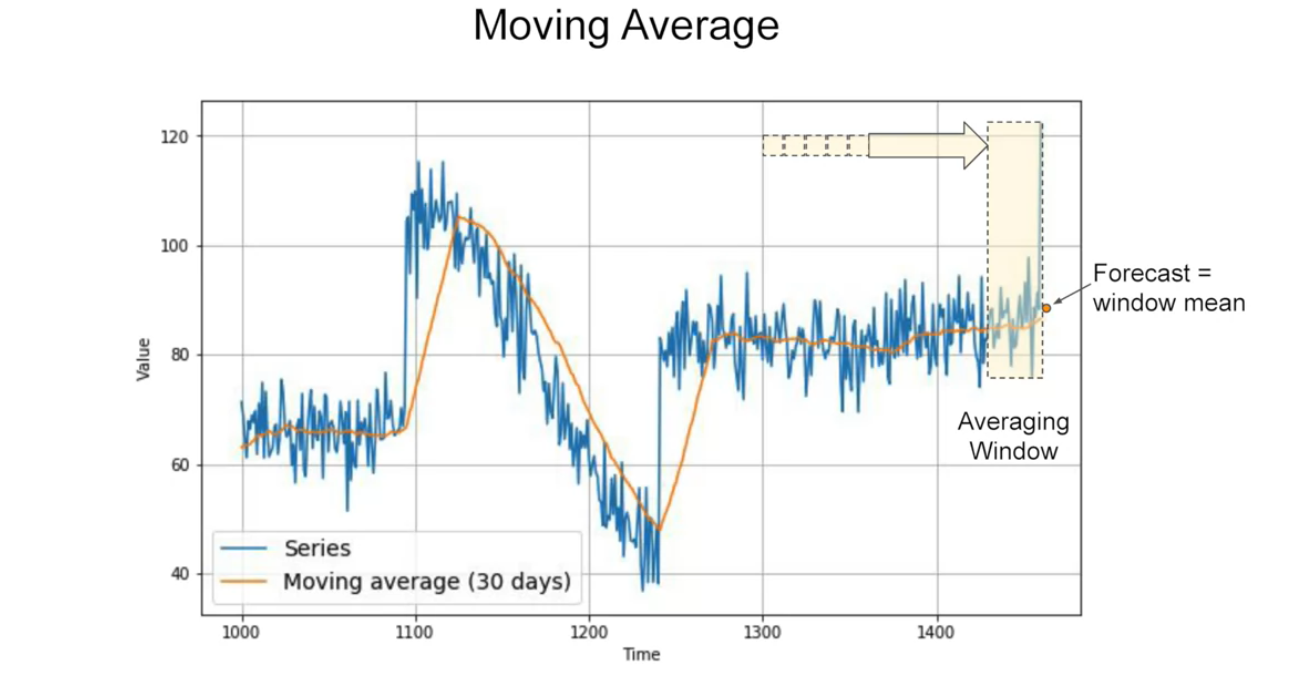 Moving Average
120
100
80
60
40
Value
1000
1100
1200
1300
1400
Time
Series
Moving average (30 days)
Forecast =
window mean
Averaging
Window